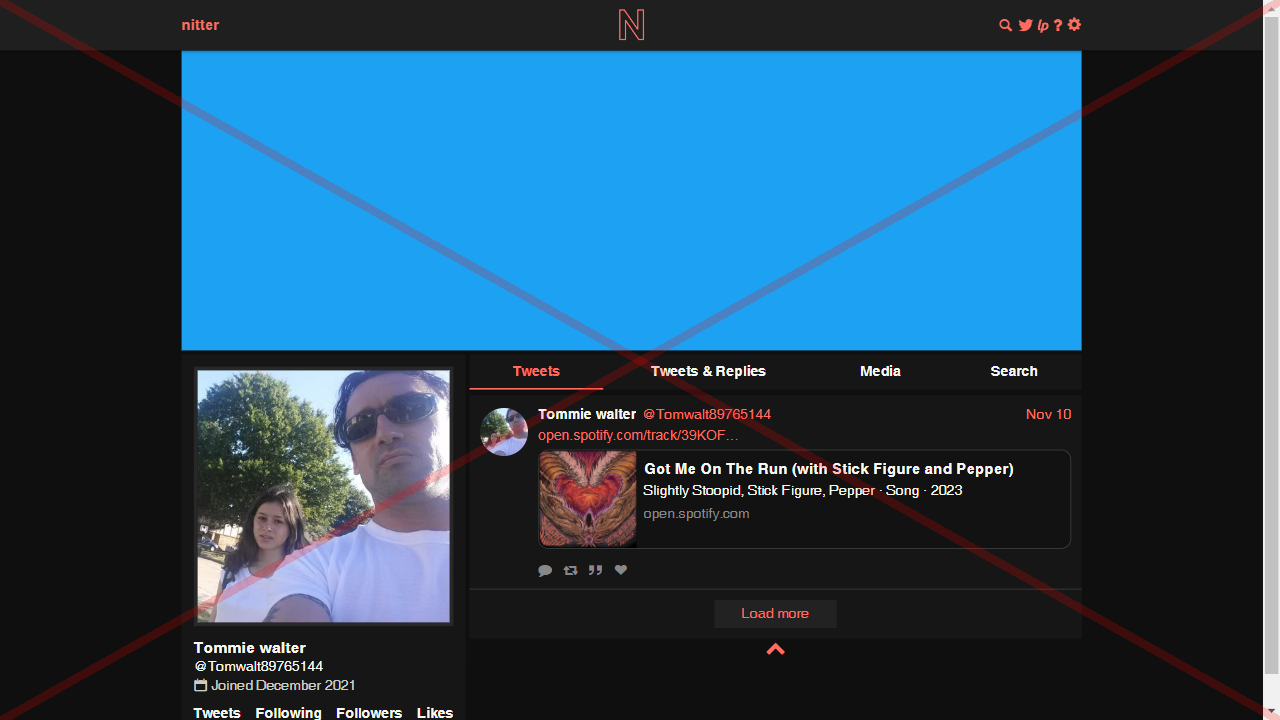 nitter
N
lp ?
Tweets Tweets & Replies Media Search
Tommie walter @Tomwalt89765144 Nov 10
open.spotify.com/track/39KOF…
Got Me On The Run (with Stick Figure and Pepper)
Slightly Stoopid, Stick Figure, Pepper · Song · 2023
open.spotify.com
Load more
Tommie walter
@Tomwalt89765144
Joined December 2021
Tweets Following Followers Likes